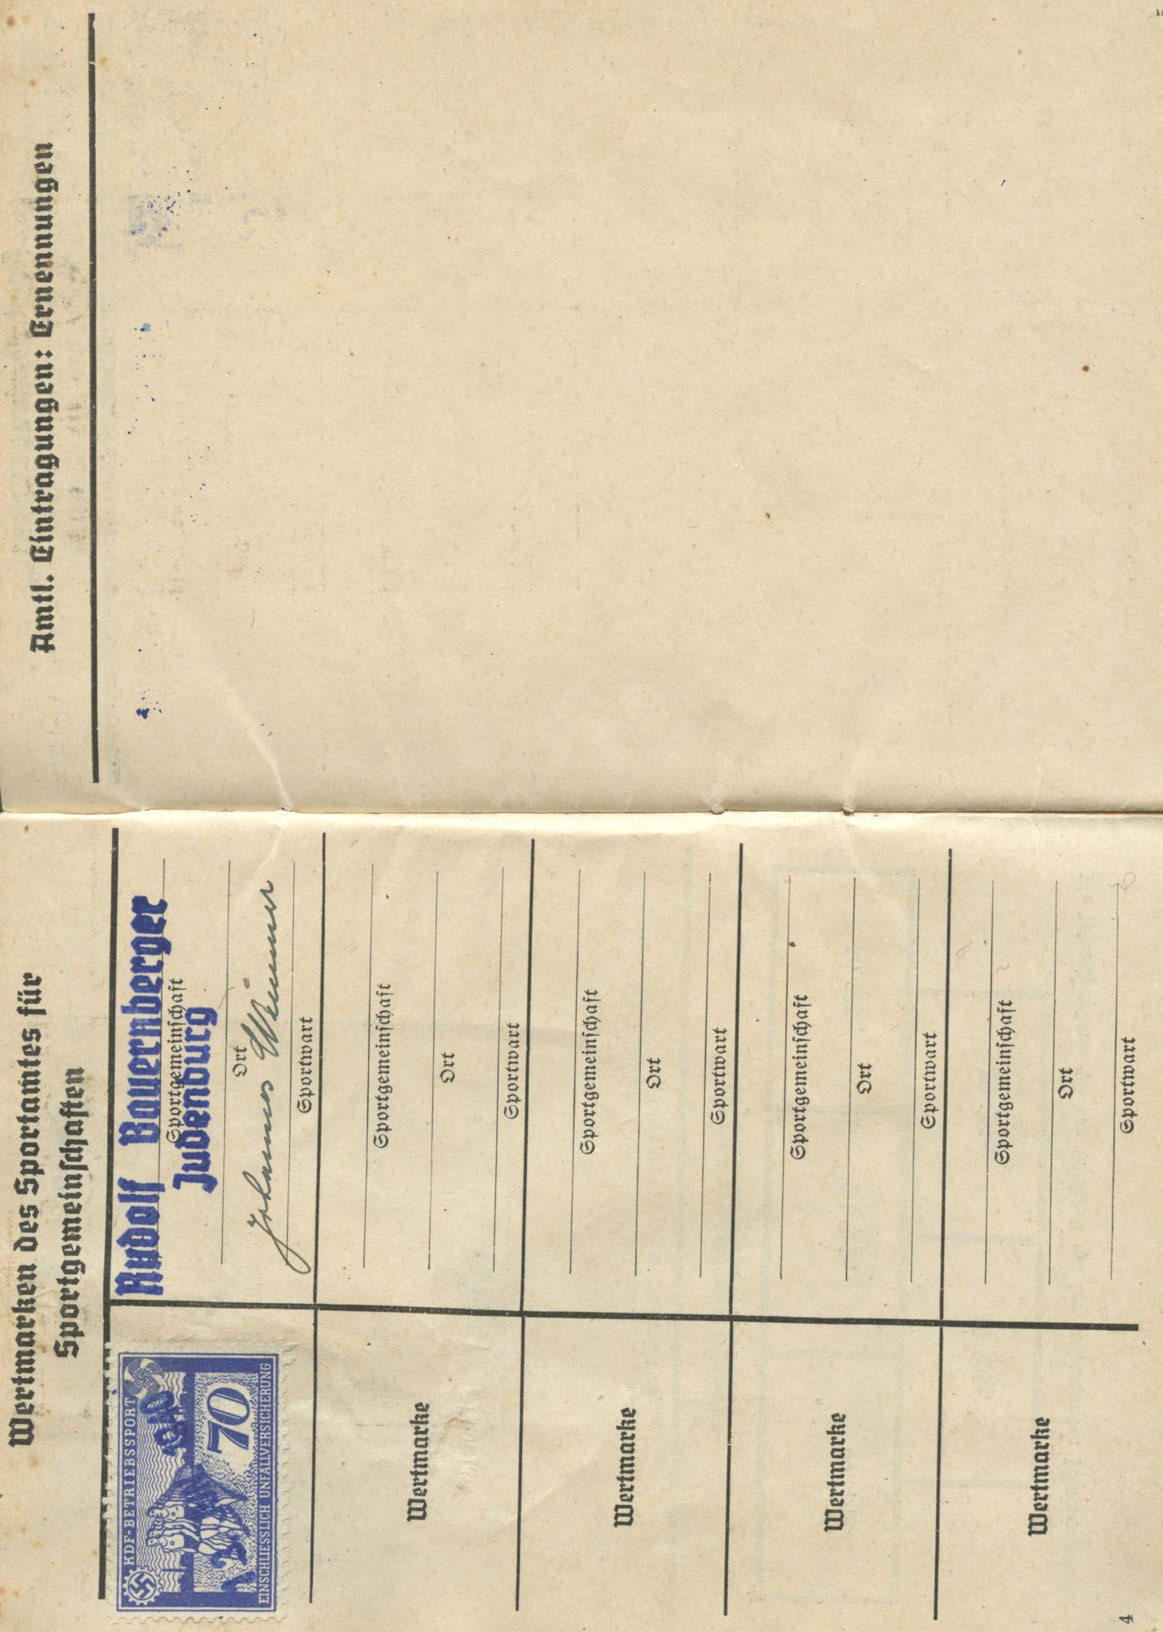 Wertmarken des Sportamtes für
Sportgemeinschaften
KDF-BETRIEBSSPORT
1940
70
EINSCHLIESSLICH UNFALLVERSICHERUNG
Rudolf Bauernberger
Sportgemeinschaft
Judenburg
Ort
Johannes
Sportwart
Wertmarke
Sportgemeinschaft
Ort
Sportwart
Wertmarke
Sportgemeinschaft
Ort
Sportwart
Wertmarke
Sportgemeinschaft
Ort
Sportwart
Wertmarke
Sportgemeinschaft
Ort
Sportwart
4
Amtl. Eintragungen: Ernennungen